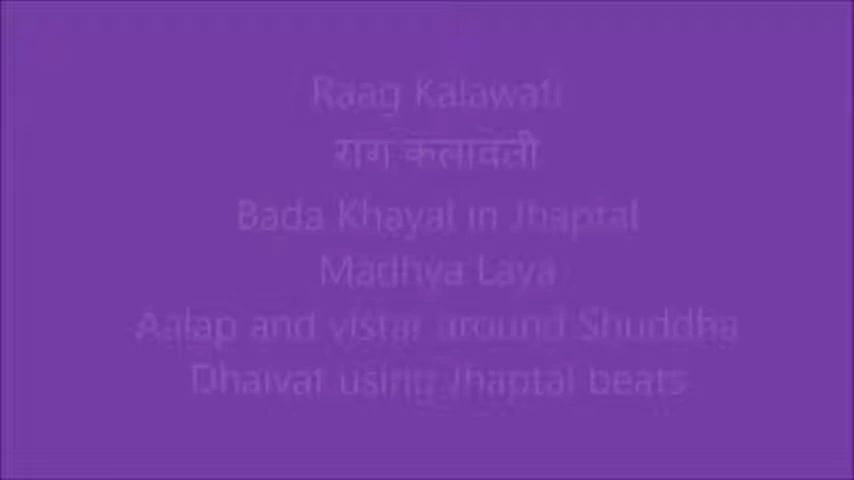 Raag Kalawati
राग कलावती
Bada Khayal in Jhaptal
Madhya Laya
Aalap and vistar around Shuddha
Dhaivat using Jhaptal beats